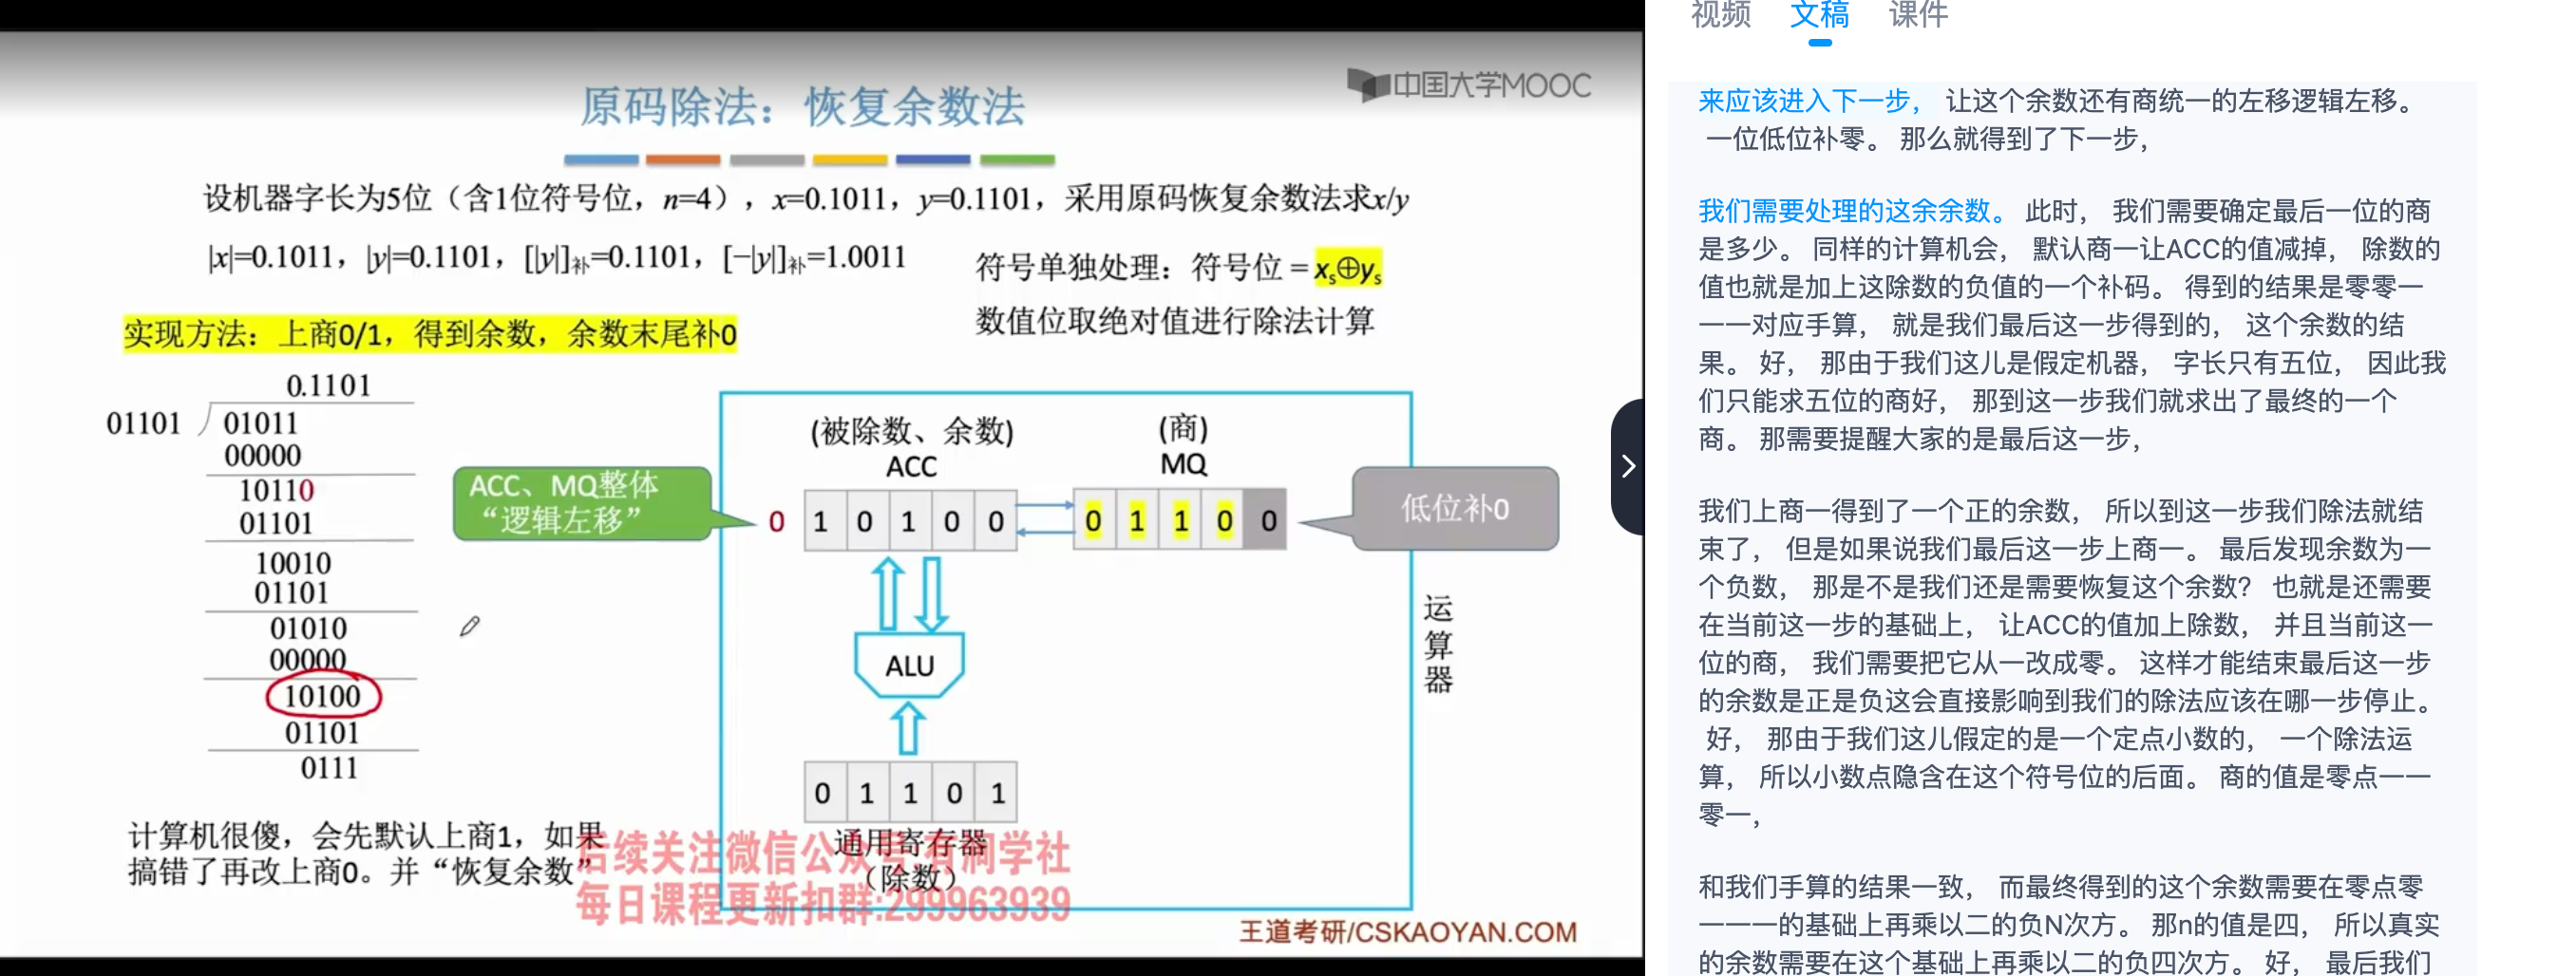 视频 文稿 课件
中国大学MOOC
原码除法：恢复余数法
设机器字长为5位（含1位符号位，n=4），x=0.1011，y=0.1101，采用原码恢复余数法求x/y
|x|=0.1011，|y|=0.1101，[|y|]补=0.1101，[−|y|]补=1.0011
符号单独处理：符号位 = xs⊕ys
数值位取绝对值进行除法计算
实现方法：上商0/1，得到余数，余数末尾补0
0.1101
01101 01011
00000
10110
01101
10010
01101
01010
00000
10100
01101
0111
计算机很傻，会先默认上商1，如果
搞错了再改上商0。并“恢复余数”
(被除数、余数)
ACC
(商)
MQ
ACC、MQ整体
“逻辑左移”
0 1 0 1 0 0 0 1 1 0 0
低位补0
ALU
运算器
0 1 1 0 1
通用寄存器
（除数）
后续关注微信公众号:有洞学社
每日课程更新扣群:299963939
王道考研/CSKAOYAN.COM
来应该进入下一步， 让这个余数还有商统一的左移逻辑左移。
一位低位补零。 那么就得到了下一步，
我们需要处理的这余余数。 此时， 我们需要确定最后一位的商
是多少。 同样的计算机会， 默认商一让ACC的值减掉， 除数的
值也就是加上这除数的负值的一个补码。 得到的结果是零零一
一一对应手算， 就是我们最后这一步得到的， 这个余数的结
果。 好， 那由于我们这儿是假定机器， 字长只有五位， 因此我
们只能求五位的商好， 那到这一步我们就求出了最终的一个
商。 那需要提醒大家的是最后这一步，
我们上商一得到了一个正的余数， 所以到这一步我们除法就结
束了， 但是如果说我们最后这一步上商一。 最后发现余数为一
个负数， 那是不是我们还是需要恢复这个余数？ 也就是还需要
在当前这一步的基础上， 让ACC的值加上除数， 并且当前这一
位的商， 我们需要把它从一改成零。 这样才能结束最后这一步
的余数是正是负这会直接影响到我们的除法应该在哪一步停止。
好， 那由于我们这儿假定的是一个定点小数的， 一个除法运
算， 所以小数点隐含在这个符号位的后面。 商的值是零点一一
零一，
和我们手算的结果一致， 而最终得到的这个余数需要在零点零
一一一的基础上再乘以二的负N次方。 那n的值是四， 所以真实
的余数需要在这个基础上再乘以二的负四次方。 好， 最后我们